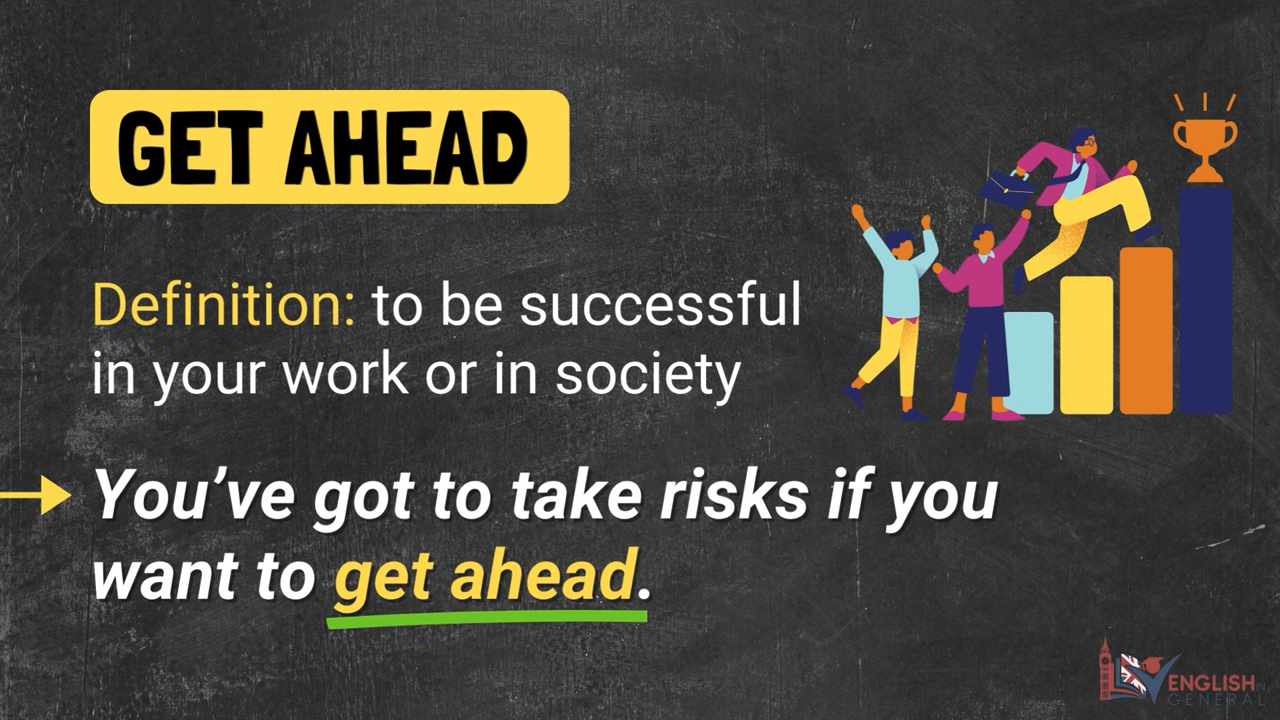 GET AHEAD
Definition: to be successful
in your work or in society
You’ve got to take risks if you
want to get ahead.
ENGLISH IN
GENERAL